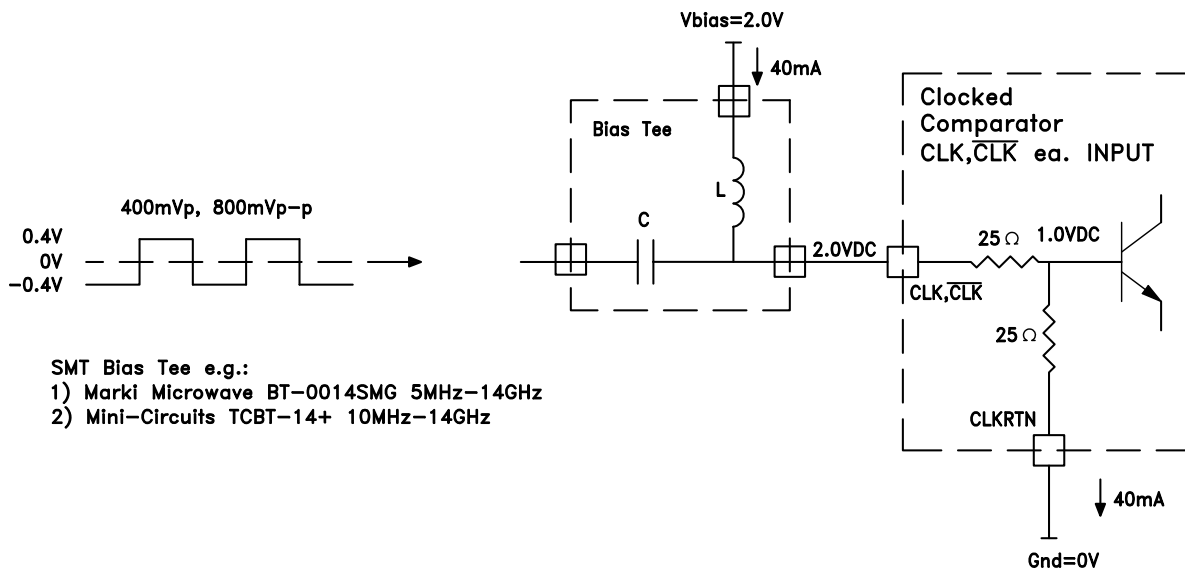 Vbias=2.0V
40mA
Bias Tee
L
C
Clocked
Comparator
CLK,C̅L̅K̅ ea. INPUT
400mVp, 800mVp-p
0.4V
0V
-0.4V
2.0VDC
25Ω
1.0VDC
CLK,C̅L̅K̅
25Ω
SMT Bias Tee e.g.:
1) Marki Microwave BT-0014SMG 5MHz-14GHz
2) Mini-Circuits TCBT-14+ 10MHz-14GHz
CLKRTN
40mA
Gnd=0V